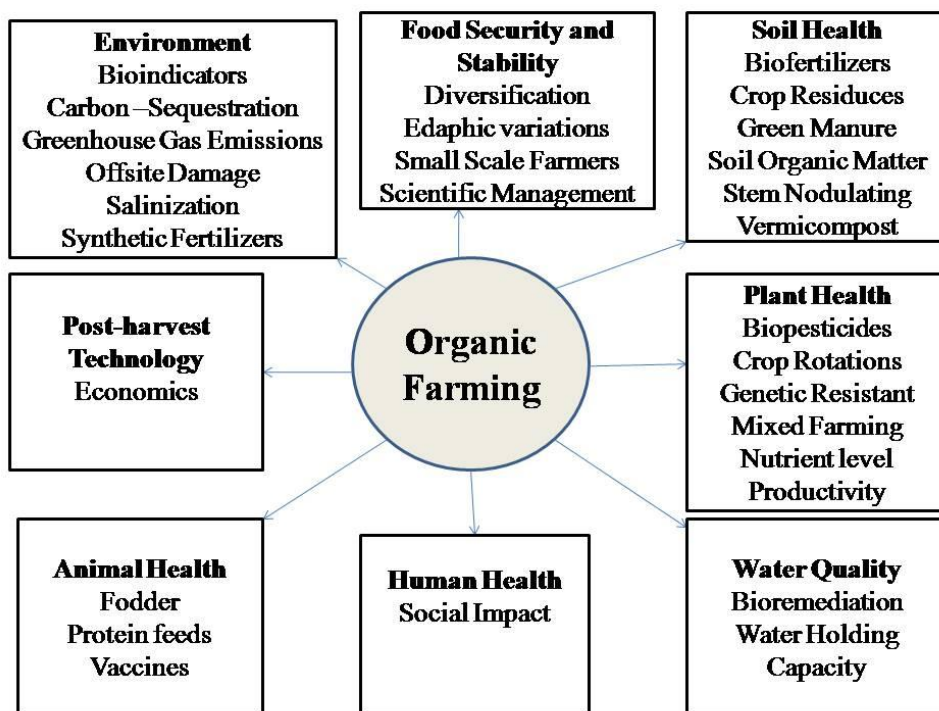 Environment
Bioindicators
Carbon –Sequestration
Greenhouse Gas Emissions
Offsite Damage
Salinization
Synthetic Fertilizers
Food Security and
Stability
Diversification
Edaphic variations
Small Scale Farmers
Scientific Management
Soil Health
Biofertilizers
Crop Residuces
Green Manure
Soil Organic Matter
Stem Nodulating
Vermicompost
Post-harvest
Technology
Economics
Organic
Farming
Plant Health
Biopesticides
Crop Rotations
Genetic Resistant
Mixed Farming
Nutrient level
Productivity
Animal Health
Fodder
Protein feeds
Vaccines
Human Health
Social Impact
Water Quality
Bioremediation
Water Holding
Capacity